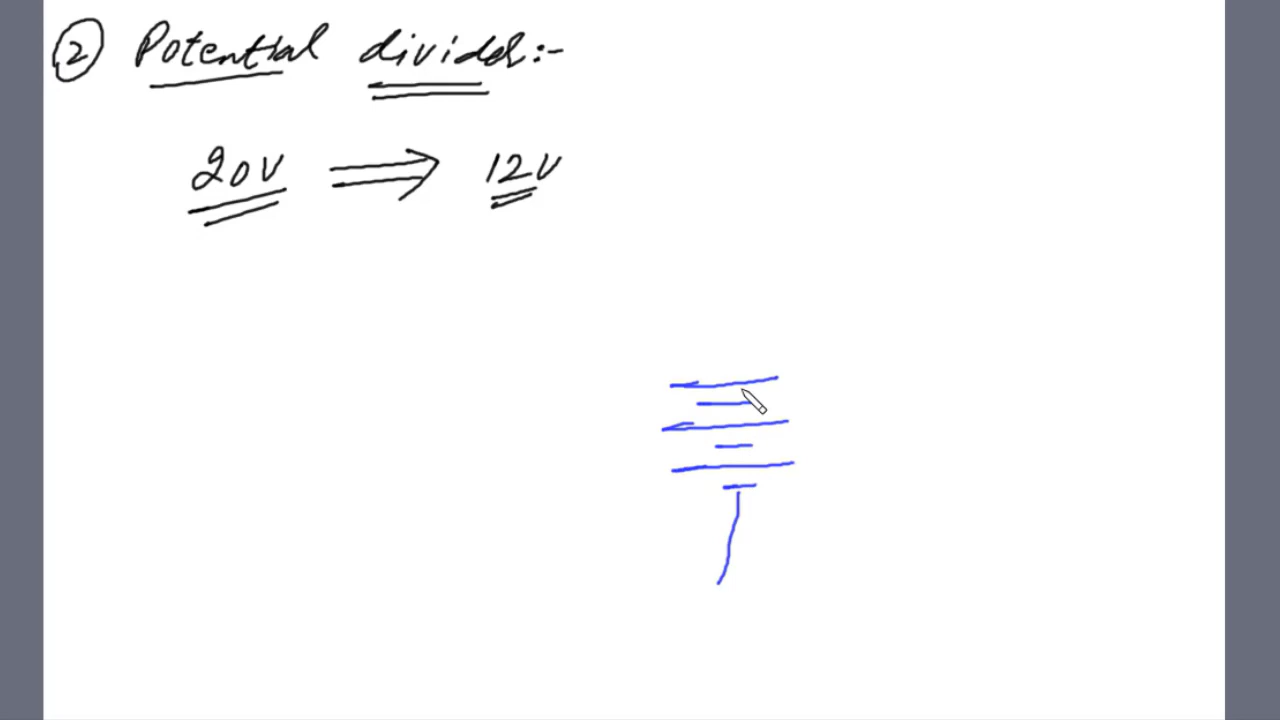 ② Potential divider:-
20V ⇒ 12V